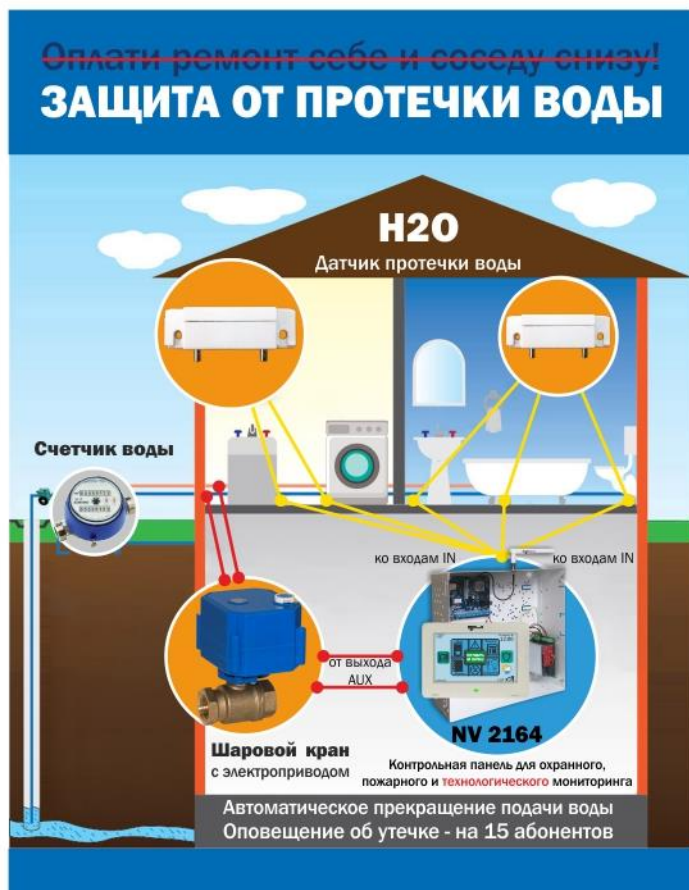 Оплати ремонт себе и соседу снизу!
ЗАЩИТА ОТ ПРОТЕЧКИ ВОДЫ
H2O
Датчик протечки воды
Счетчик воды
ко входам IN
ко входам IN
от выхода
AUX
NV 2164
Шаровой кран
с электроприводом
Контрольная панель для охранного,
пожарного и технологического мониторинга
Автоматическое прекращение подачи воды
Оповещение об утечке - на 15 абонентов